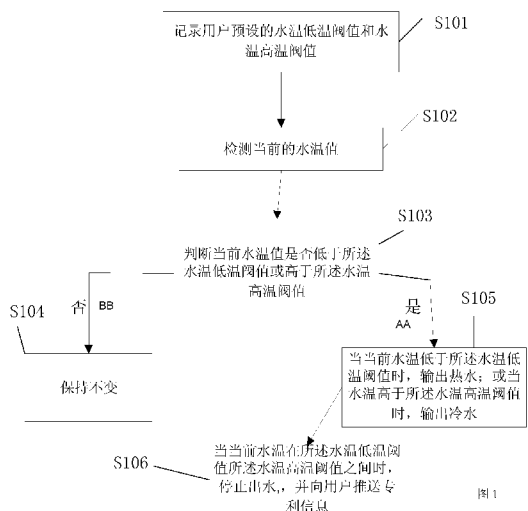 记录用户预设的水温低温阀值和水
温高温阀值
S101
S102
检测当前的水温值
S103
判断当前水温值是否低于所述
水温低温阀值或高于所述水温
高温阀值
否 BB
是
AA
S104
S105
保持不变
当当前水温低于所述水温低
温阈值时，输出热水；或当
水温高于所述水温高温阈值
时，输出冷水
S106
当当前水温在所述水温低温阈
值所述水温高温阈值之间时，
停止出水,，并向用户推送专
利信息
图1